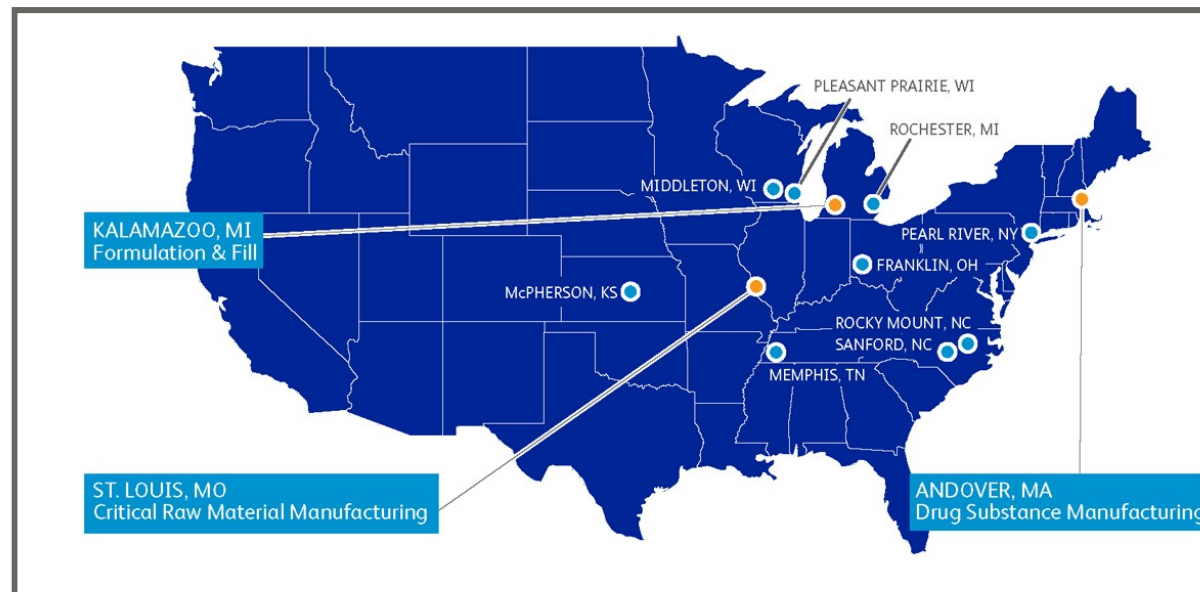 PLEASANT PRAIRIE, WI
ROCHESTER, MI
MIDDLETON, WI
KALAMAZOO, MI
Formulation & Fill
PEARL RIVER, NY
FRANKLIN, OH
McPHERSON, KS
ROCKY MOUNT, NC
SANFORD, NC
MEMPHIS, TN
ST. LOUIS, MO
Critical Raw Material Manufacturing
ANDOVER, MA
Drug Substance Manufacturing